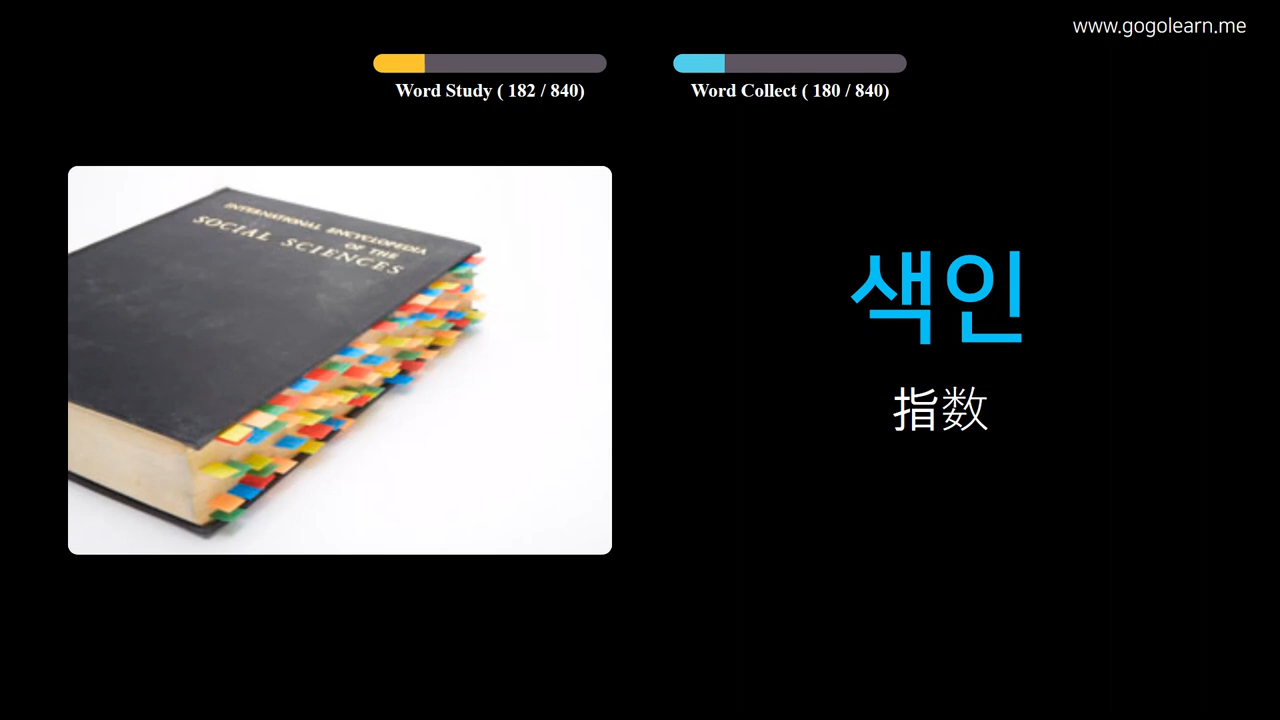 www.gogolearn.me
Word Study ( 182 / 840)
Word Collect ( 180 / 840)
INTERNATIONAL ENCYCLOPEDIA
OF THE
SOCIAL SCIENCES
색인
指数